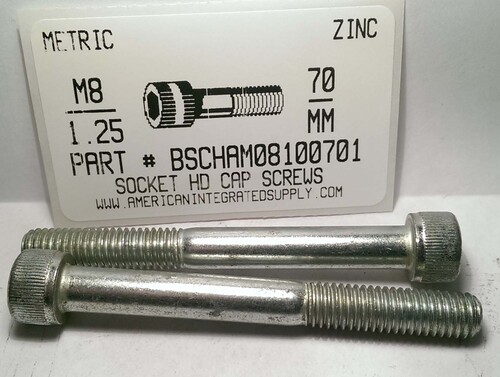 METRIC ZINC
M8 70
1.25 MM
PART # BSCHAM08100701
SOCKET HD CAP SCREWS
WWW.AMERICANINTEGRATEDSUPPLY.COM